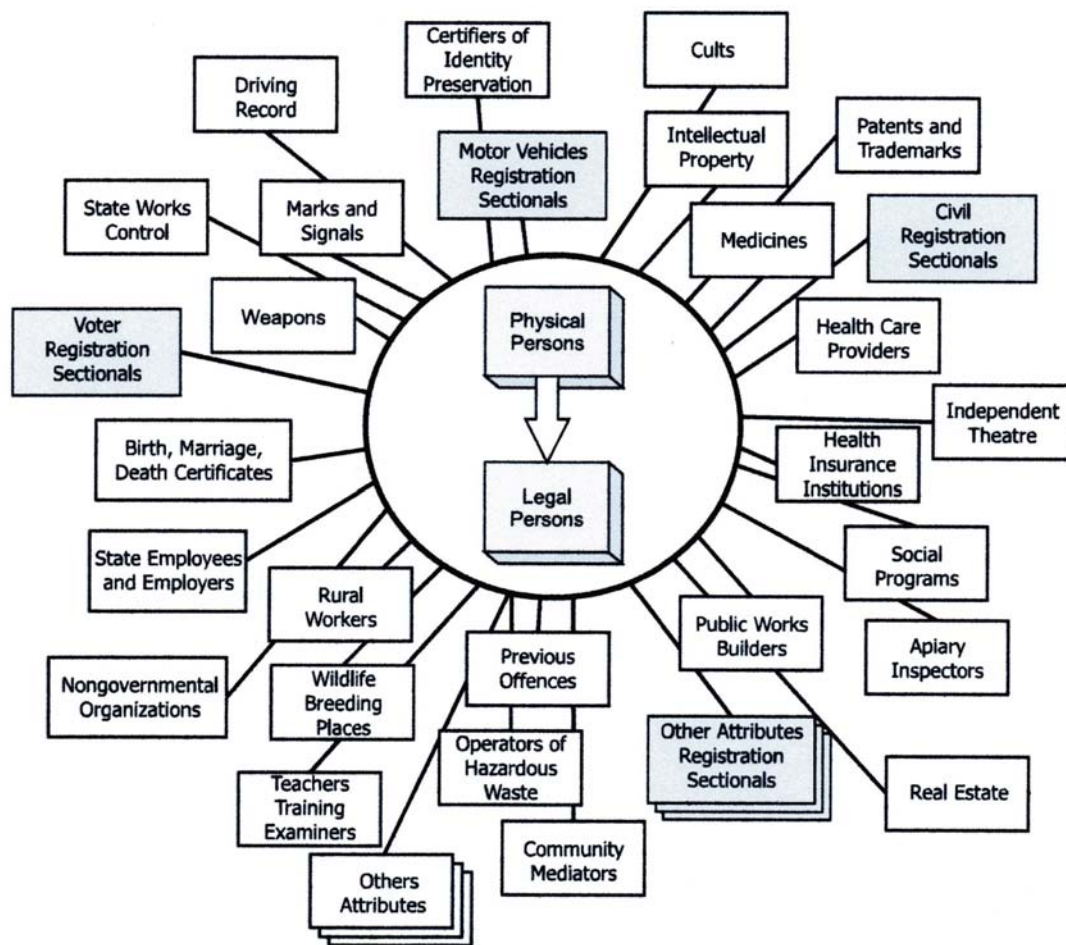 Certifiers of
Identity
Preservation
Cults
Driving
Record
Motor Vehicles
Registration
Sectionals
Intellectual
Property
Patents and
Trademarks
State Works
Control
Marks and
Signals
Medicines
Civil
Registration
Sectionals
Weapons
Physical
Persons
Voter
Registration
Sectionals
Health Care
Providers
Independent
Theatre
Birth, Marriage,
Death Certificates
Health
Insurance
Institutions
Legal
Persons
State Employees
and Employers
Social
Programs
Rural
Workers
Public Works
Builders
Apiary
Inspectors
Nongovernmental
Organizations
Wildlife
Breeding
Places
Previous
Offences
Operators of
Hazardous
Waste
Other Attributes
Registration
Sectionals
Real Estate
Teachers
Training
Examiners
Community
Mediators
Others
Attributes